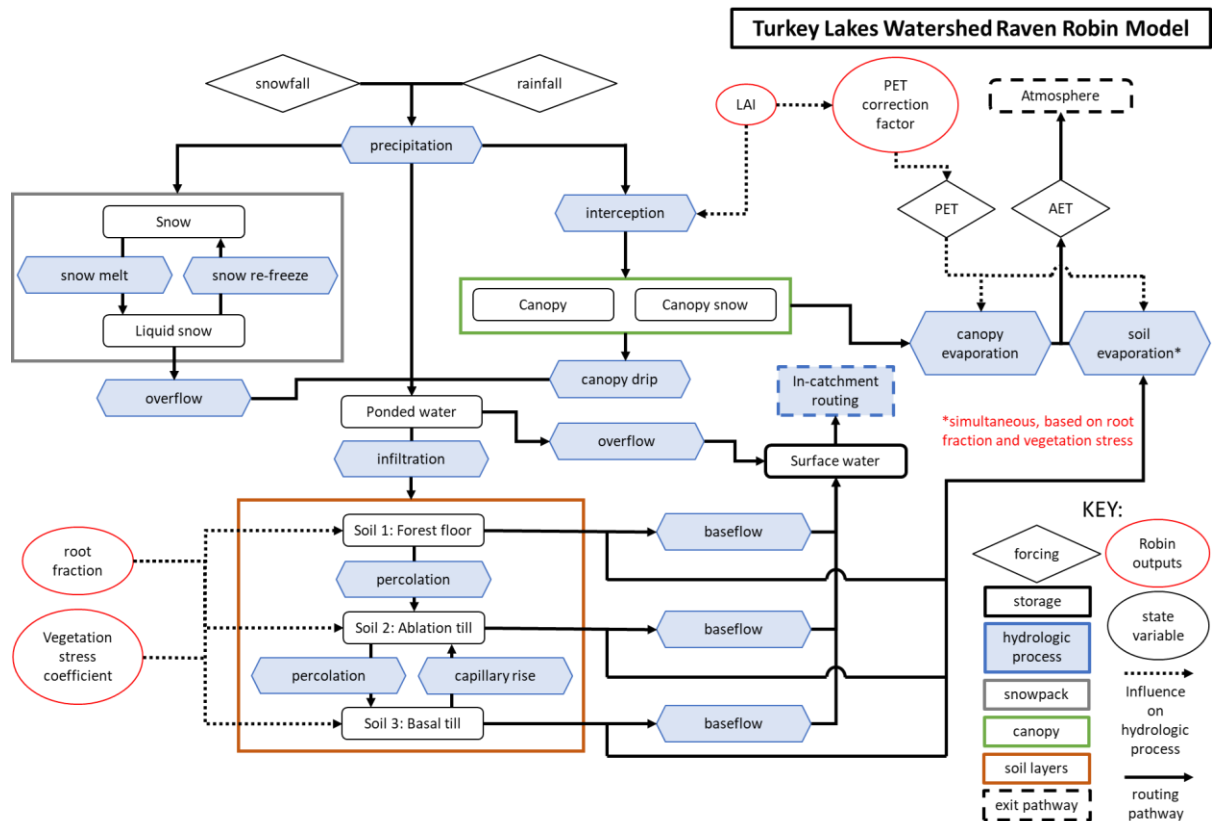 Turkey Lakes Watershed Raven Robin Model
snowfall
rainfall
LAI
PET
correction
factor
Atmosphere
precipitation
Snow
interception
PET
AET
snow melt
snow re-freeze
Canopy
Canopy snow
Liquid snow
canopy
evaporation
soil
evaporation*
overflow
canopy drip
In-catchment
routing
Ponded water
overflow
*simultaneous, based on root
fraction and vegetation stress
infiltration
Surface water
Soil 1: Forest floor
baseflow
root
fraction
percolation
Soil 2: Ablation till
baseflow
Vegetation
stress
coefficient
percolation
capillary rise
Soil 3: Basal till
baseflow
KEY:
forcing
Robin
outputs
storage
state
variable
hydrologic
process
snowpack
Influence
on
hydrologic
process
canopy
soil layers
exit pathway
routing
pathway